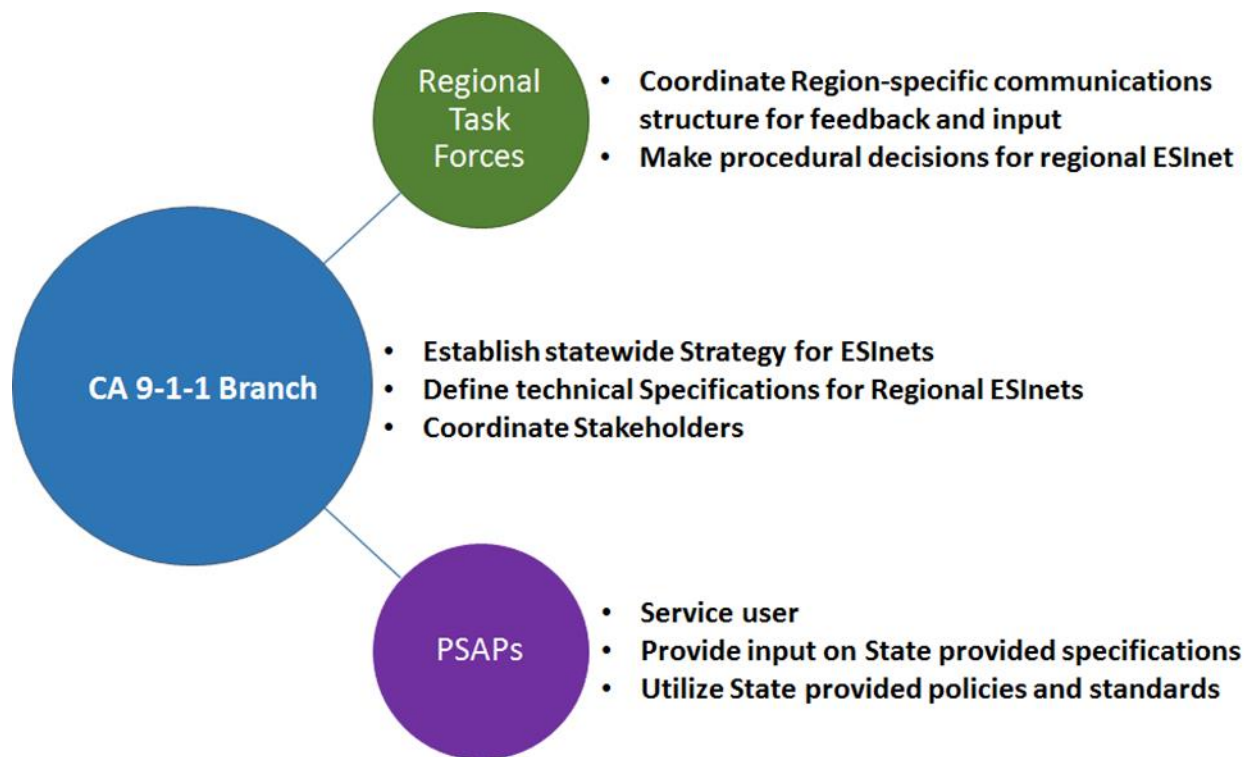 Regional
Task
Forces
• Coordinate Region-specific communications
structure for feedback and input
• Make procedural decisions for regional ESInet
CA 9-1-1 Branch
• Establish statewide Strategy for ESInets
• Define technical Specifications for Regional ESInets
• Coordinate Stakeholders
PSAPs
• Service user
• Provide input on State provided specifications
• Utilize State provided policies and standards